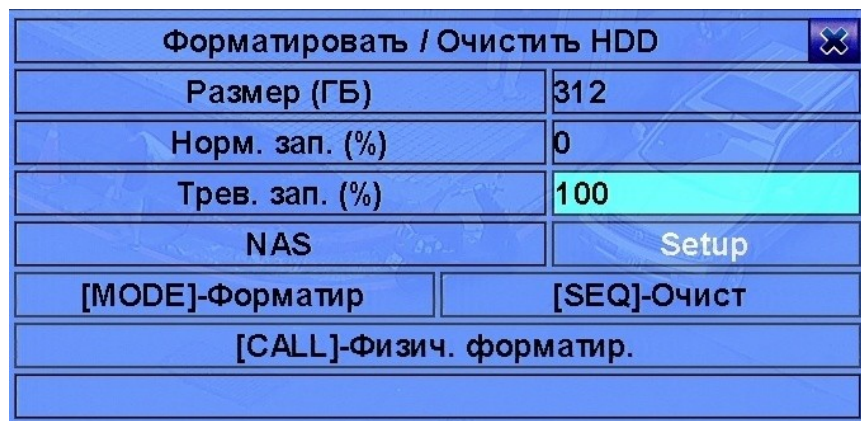 Форматировать / Очистить HDD
Размер (ГБ) 312
Норм. зап. (%) 0
Трев. зап. (%) 100
NAS Setup
[MODE]-Форматир [SEQ]-Очист
[CALL]-Физич. форматир.